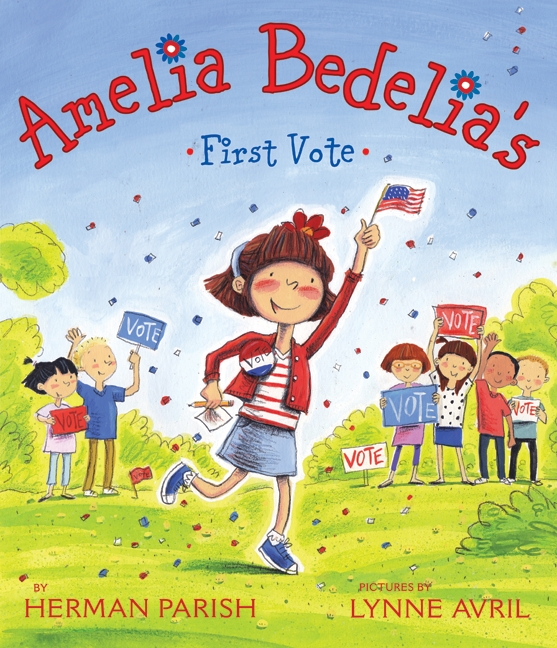 Amelia Bedelia's
• First Vote •
VOTE
VOTE
VOTE
VOTE
VOTE
VOTE
VOTE
BY
HERMAN PARISH
PICTURES BY
LYNNE AVRIL